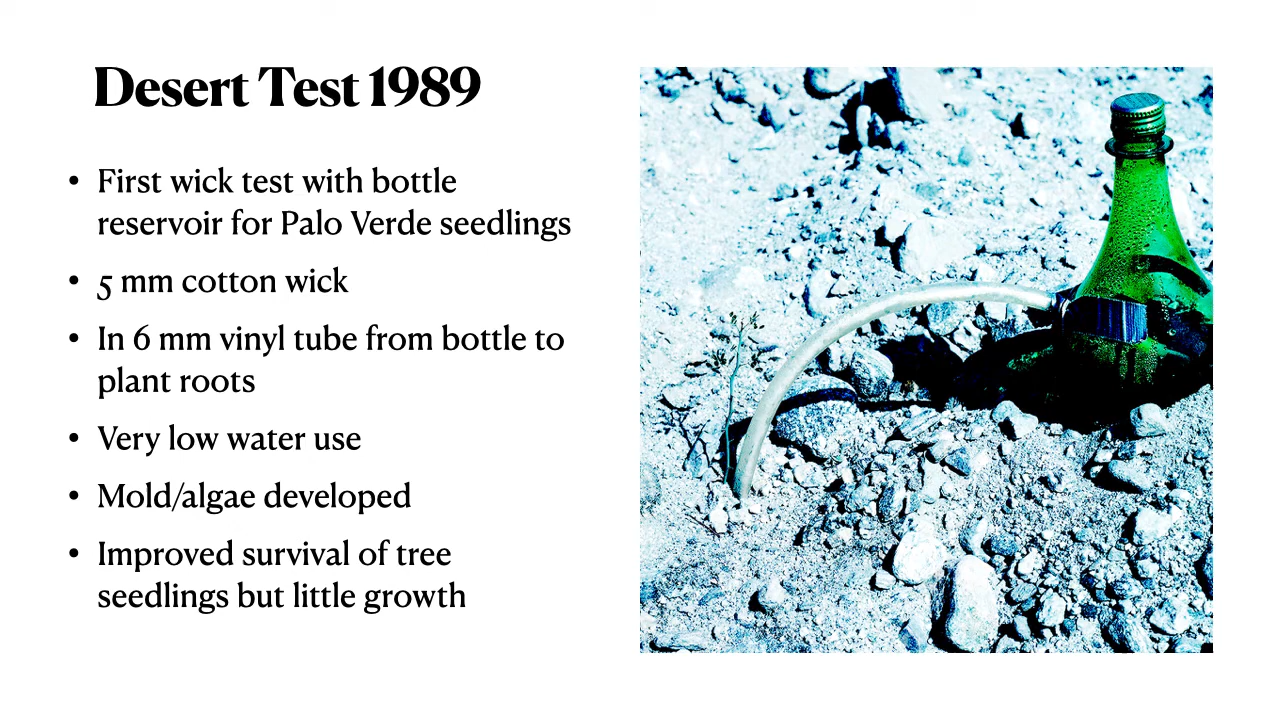 Desert Test 1989
• First wick test with bottle
reservoir for Palo Verde seedlings
• 5 mm cotton wick
• In 6 mm vinyl tube from bottle to
plant roots
• Very low water use
• Mold/algae developed
• Improved survival of tree
seedlings but little growth